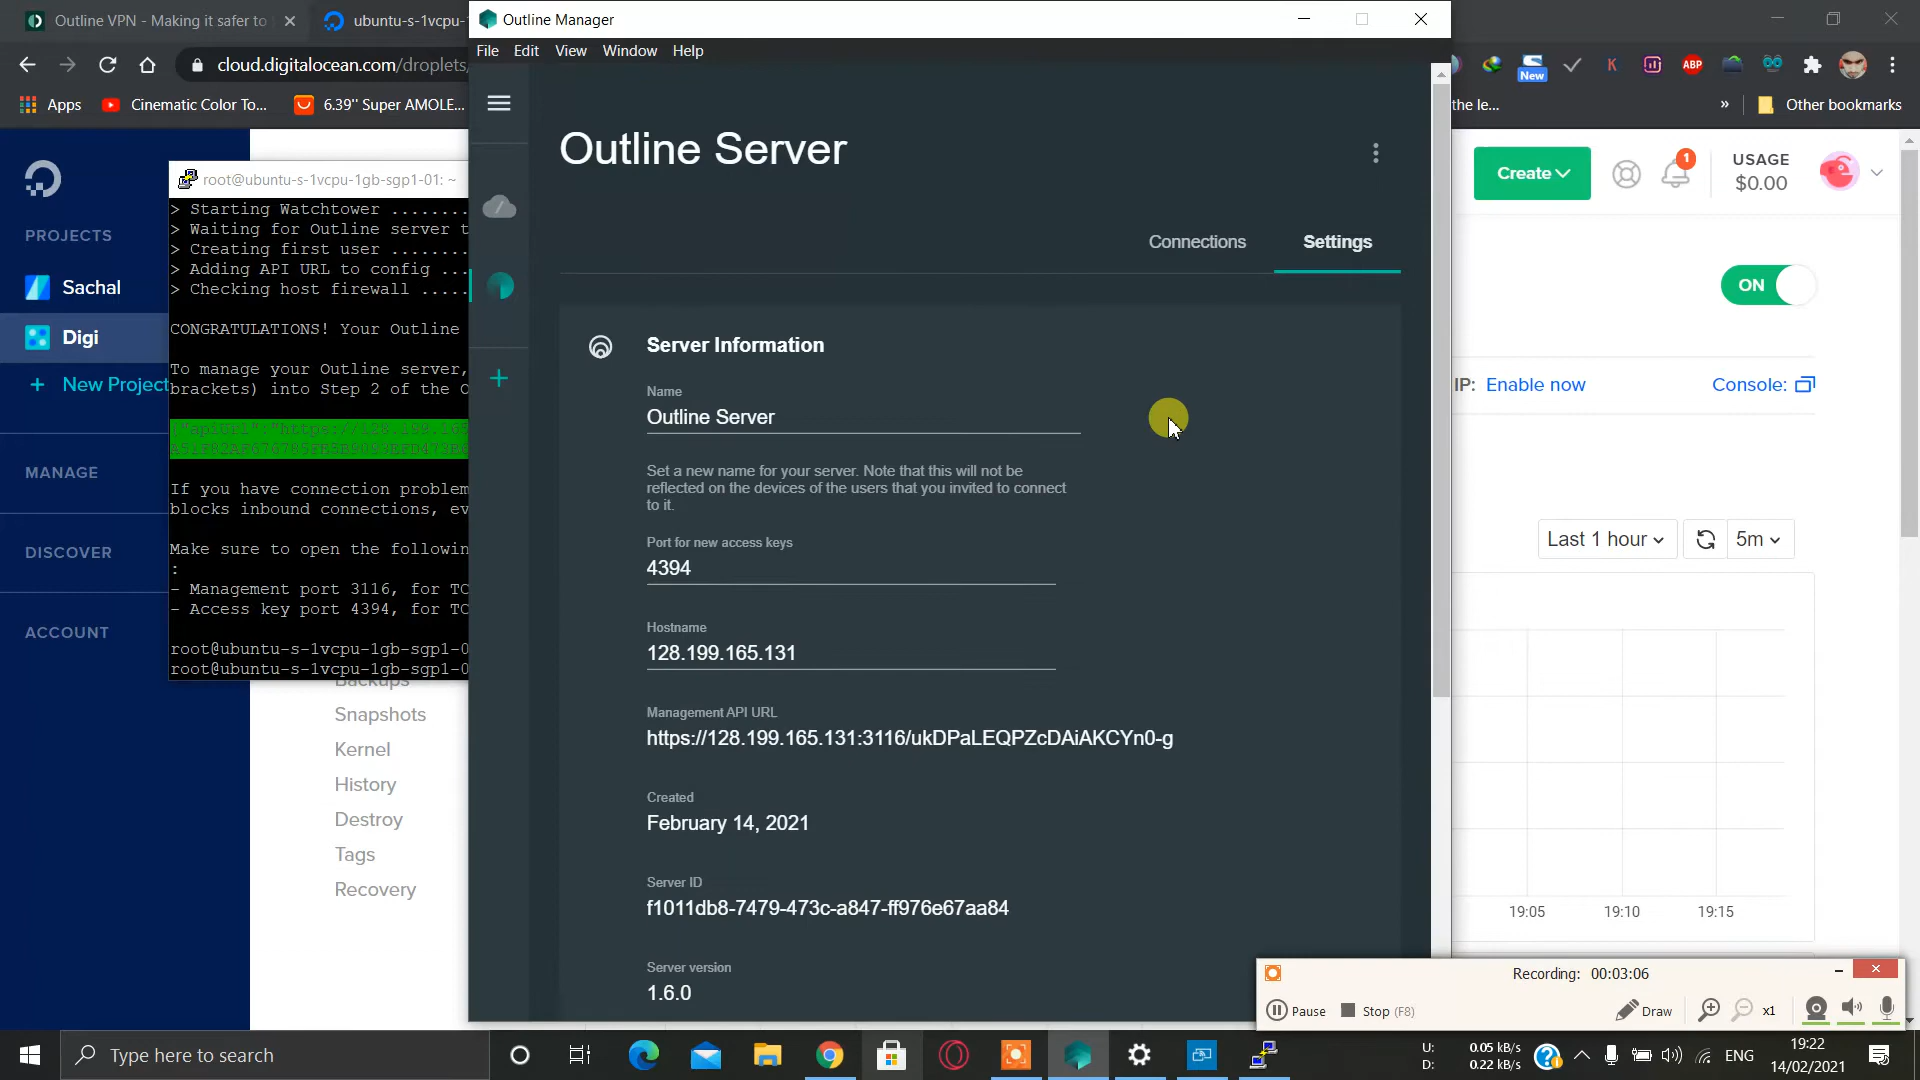 Outline VPN - Making it safer to
ubuntu-s-1vcpu-
cloud.digitalocean.com/droplets/
Apps
Cinematic Color To...
6.39'' Super AMOLE...
the le...
»
Other bookmarks
New
ABP
Outline Manager
File Edit View Window Help
Outline Server
Connections
Settings
Server Information
Name
Outline Server
Set a new name for your server. Note that this will not be
reflected on the devices of the users that you invited to connect
to it.
Port for new access keys
4394
Hostname
128.199.165.131
Management API URL
https://128.199.165.131:3116/ukDPaLEQPZcDAiAKCYn0-g
Created
February 14, 2021
Server ID
f1011db8-7479-473c-a847-ff976e67aa84
Server version
1.6.0
PROJECTS
Sachal
Digi
+ New Project
MANAGE
DISCOVER
ACCOUNT
root@ubuntu-s-1vcpu-1gb-sgp1-01: ~
> Starting Watchtower ........
> Waiting for Outline server t
> Creating first user ........
> Adding API URL to config ...
> Checking host firewall .....
CONGRATULATIONS! Your Outline
To manage your Outline server,
brackets) into Step 2 of the O
{"apiUrl":"https://128.199.165
If you have connection problem
blocks inbound connections, ev
Make sure to open the followin
:
- Management port 3116, for TC
- Access key port 4394, for TC
root@ubuntu-s-1vcpu-1gb-sgp1-0
root@ubuntu-s-1vcpu-1gb-sgp1-0
Backups
Snapshots
Kernel
History
Destroy
Tags
Recovery
Create
1
USAGE
$0.00
ON
IP: Enable now
Console:
Last 1 hour
5m
19:05
19:10
19:15
Recording: 00:03:06
Pause
Stop (F8)
Draw
x1
Type here to search
U: 0.05 kB/s
D: 0.22 kB/s
ENG
19:22
14/02/2021